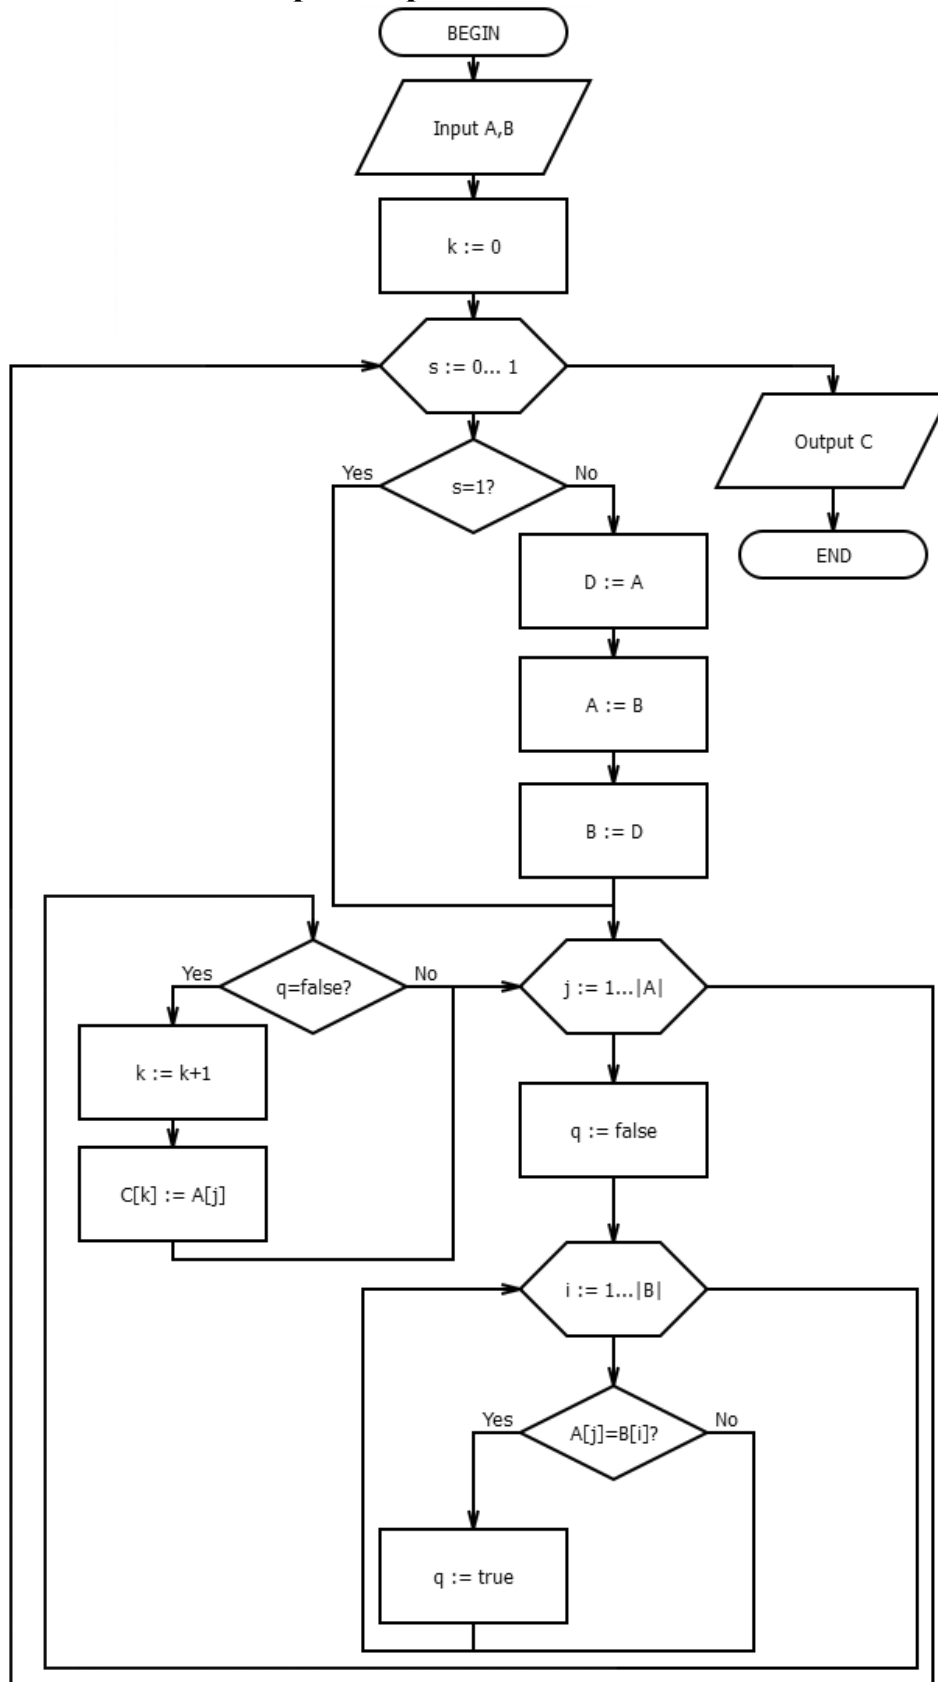 BEGIN
Input A,B
k := 0
s := 0... 1
Yes
s=1?
No
Output C
END
D := A
A := B
B := D
Yes
q=false?
No
j := 1...|A|
k := k+1
q := false
C[k] := A[j]
i := 1...|B|
Yes
A[j]=B[i]?
No
q := true